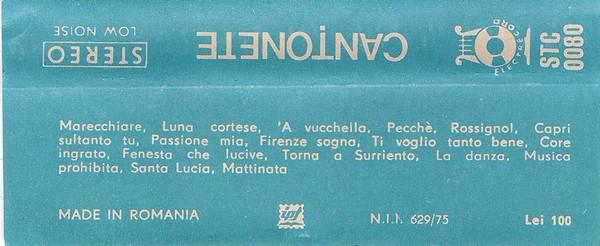 STEREO
LOW NOISE
CANȚONETE
ELECTRECORD
STC
0080
Marecchiare, Luna cortese, 'A vucchella, Pecchè, Rossignol, Capri
sultanto tu, Passione mia, Firenze sogna, Ti voglio tanto bene, Core
ingrato, Fenesta che lucive, Torna a Surriento, La danza, Musica
prohibita, Santa Lucia, Mattinata
MADE IN ROMANIA
629/75
Lei 100